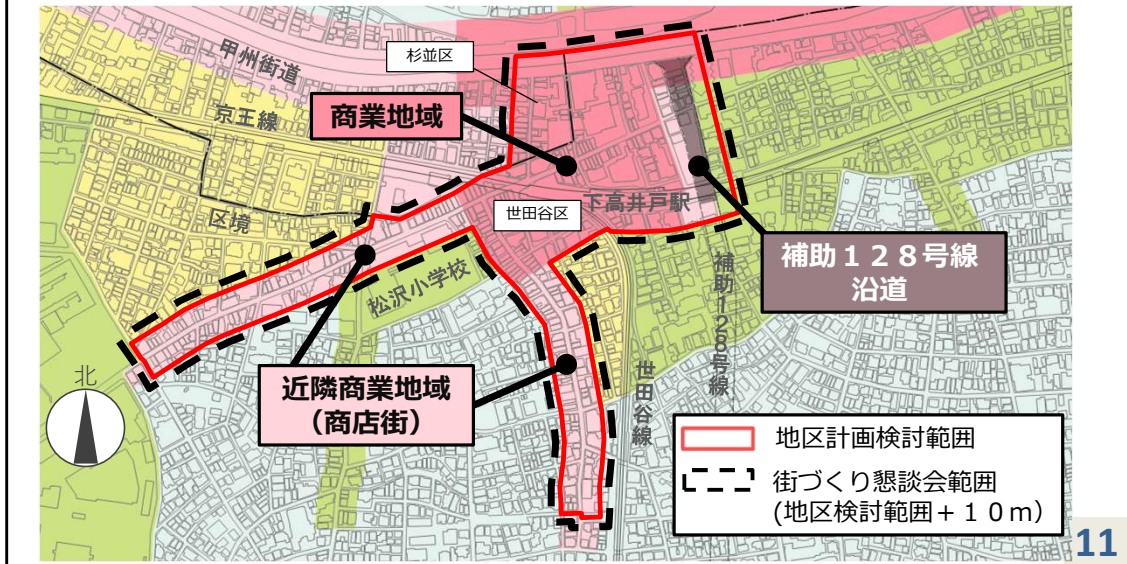 杉並区
甲州街道
商業地域
京王線
下高井戸駅
世田谷区
区境
補助１２８号線
沿道
松沢小学校
補助128号線
北
近隣商業地域
（商店街）
世田谷線
地区計画検討範囲
街づくり懇談会範囲
(地区検討範囲＋１０ｍ）
11